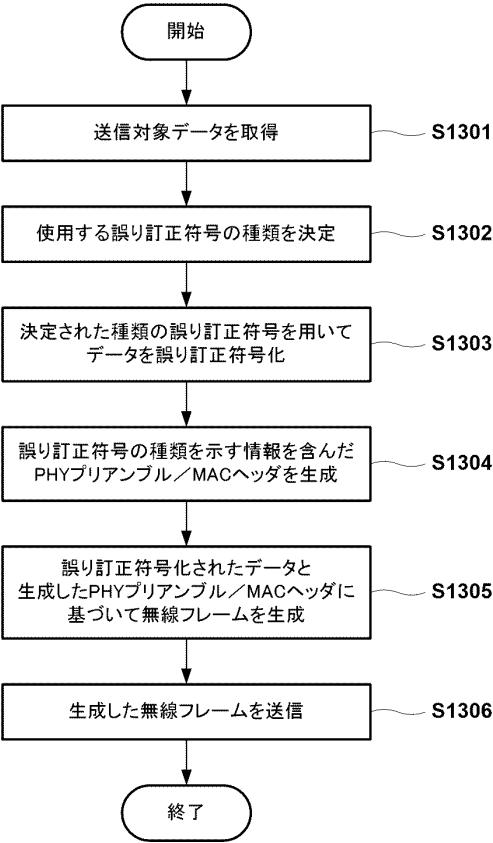 開始
送信対象データを取得
S1301
使用する誤り訂正符号の種類を決定
S1302
決定された種類の誤り訂正符号を用いて
データを誤り訂正符号化
S1303
誤り訂正符号の種類を示す情報を含んだ
PHYプリアンブル／MACヘッダを生成
S1304
誤り訂正符号化されたデータと
生成したPHYプリアンブル／MACヘッダに
基づいて無線フレームを生成
S1305
生成した無線フレームを送信
S1306
終了